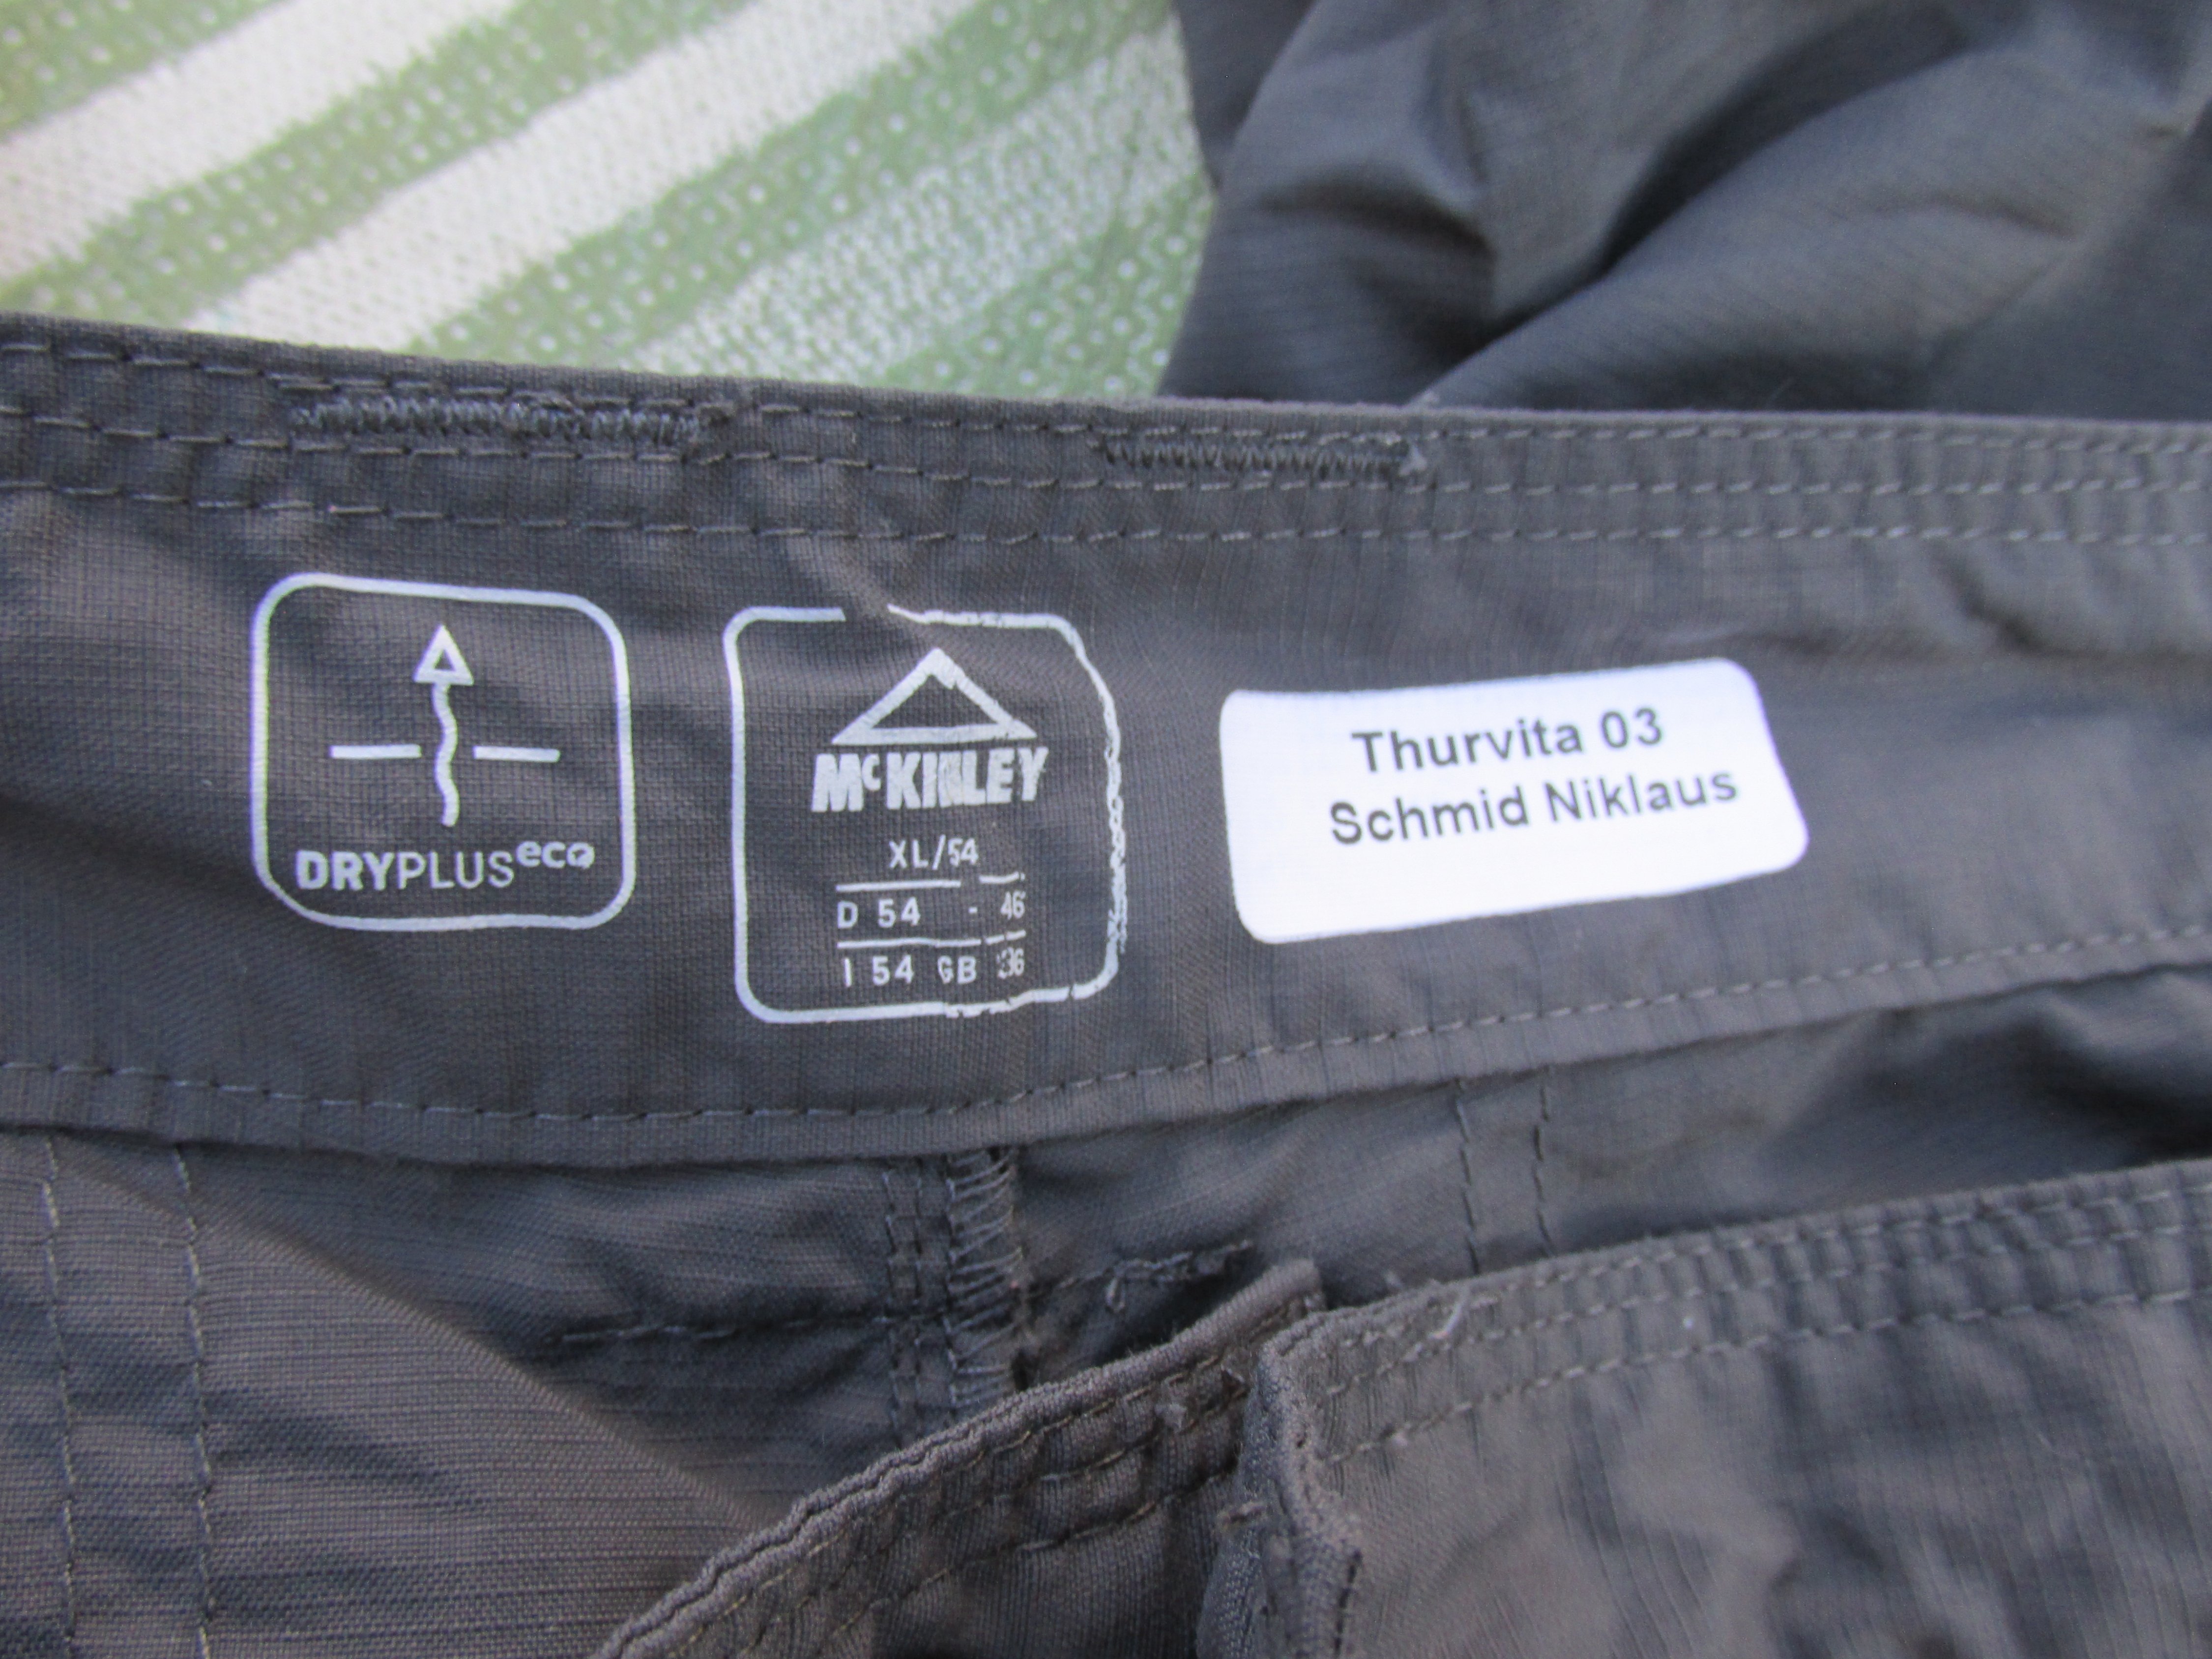 DRYPLUSeco
McKINLEY
XL/54
D 54 - 46
I 54 GB 36
Thurvita 03
Schmid Niklaus